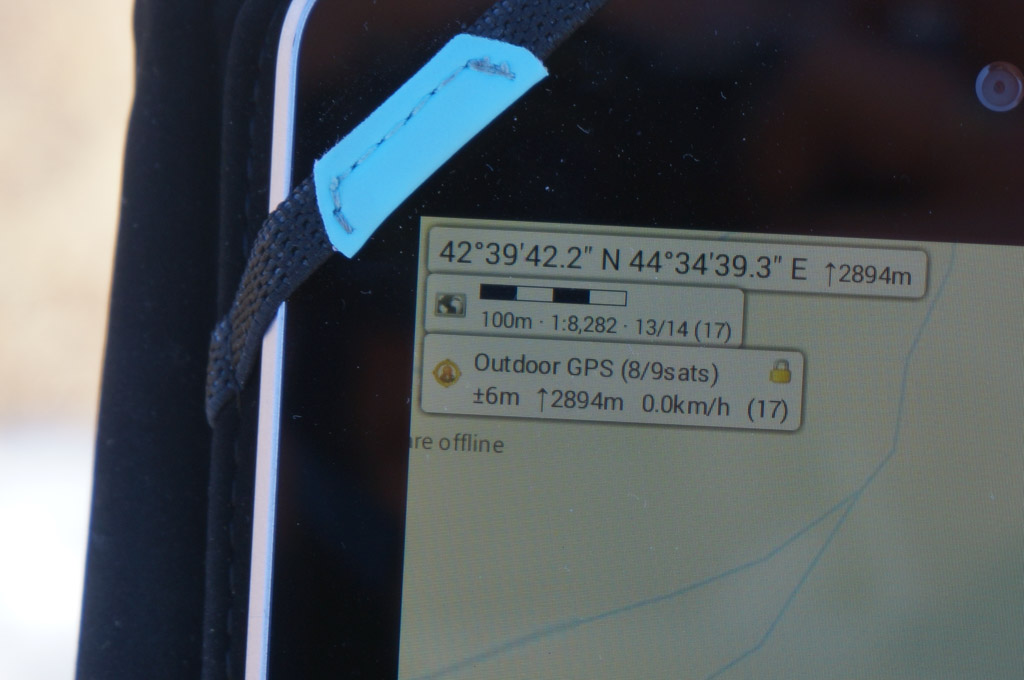 42°39'42.2" N 44°34'39.3" E ↑2894m
100m · 1:8,282 · 13/14 (17)
Outdoor GPS (8/9sats)
±6m ↑2894m 0.0km/h (17)
offline